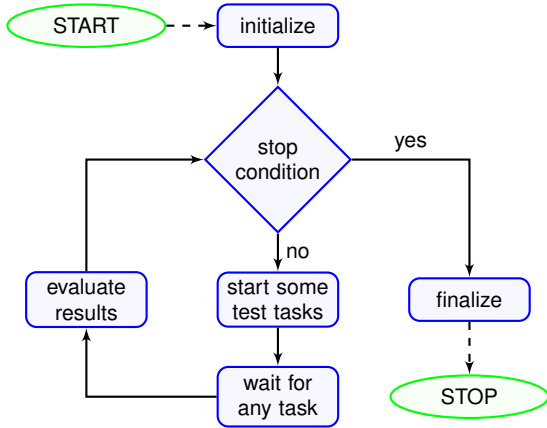 START
initialize
stop
condition
yes
no
evaluate
results
start some
test tasks
finalize
wait for
any task
STOP